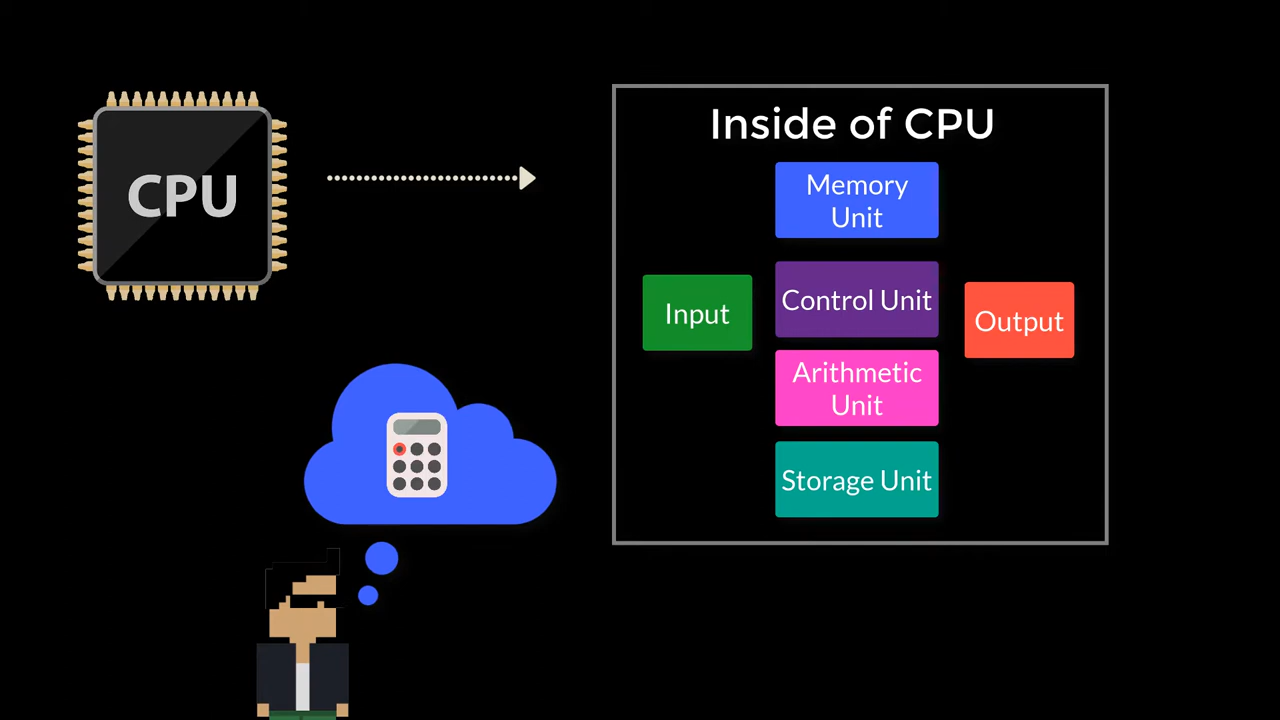 CPU
Inside of CPU
Memory
Unit
Input
Control Unit
Output
Arithmetic
Unit
Storage Unit